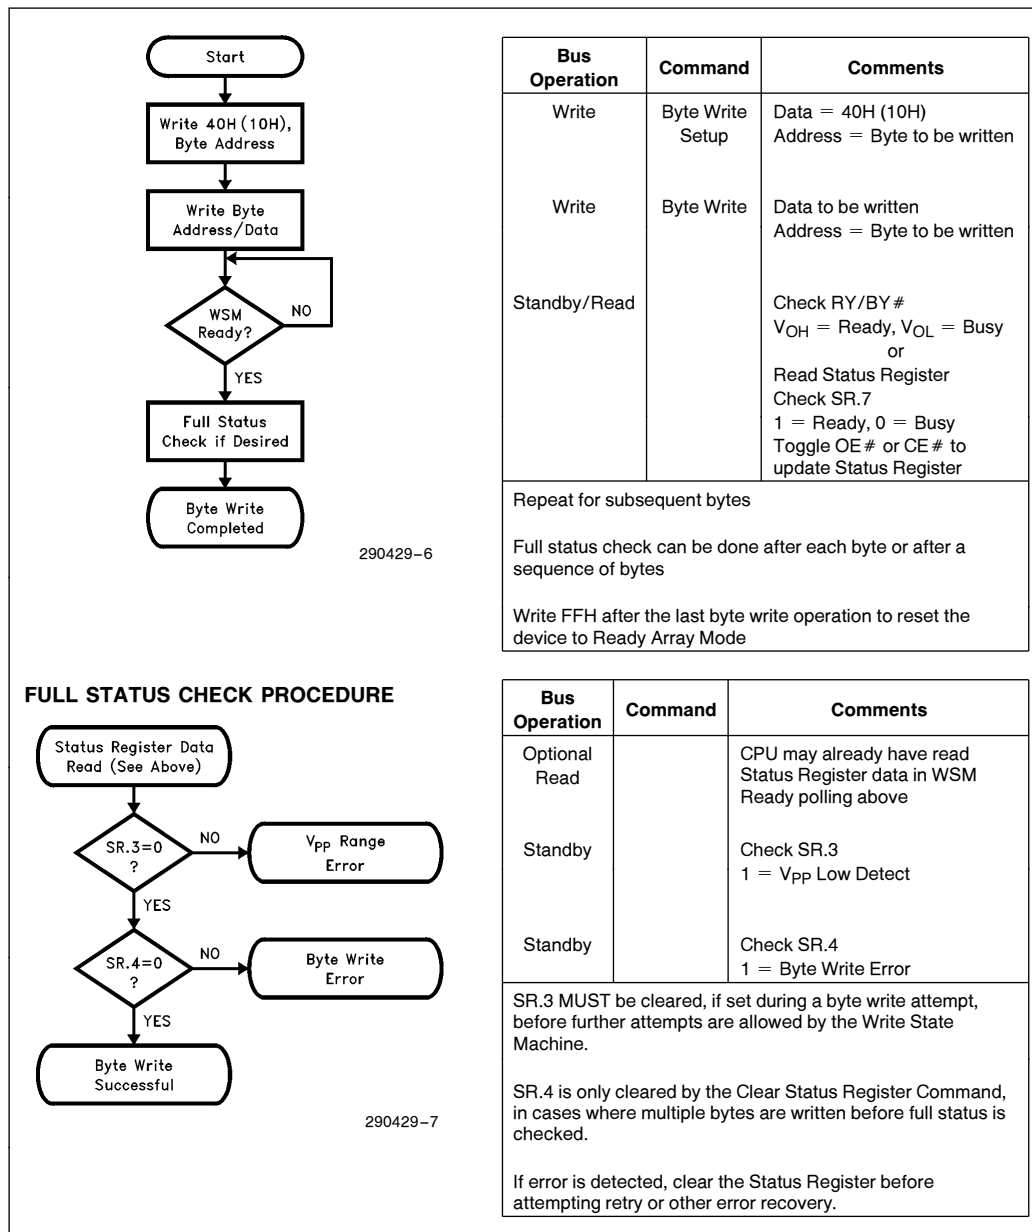 Start
Write 40H (10H),
Byte Address
Write Byte
Address/Data
WSM
Ready?
NO
YES
Full Status
Check if Desired
Byte Write
Completed
290429-6
Bus
Operation
Command
Comments
Write
Byte Write
Setup
Data = 40H (10H)
Address = Byte to be written
Write
Byte Write
Data to be written
Address = Byte to be written
Standby/Read
Check RY/BY#
VOH = Ready, VOL = Busy
or
Read Status Register
Check SR.7
1 = Ready, 0 = Busy
Toggle OE# or CE# to
update Status Register
Repeat for subsequent bytes
Full status check can be done after each byte or after a
sequence of bytes
Write FFH after the last byte write operation to reset the
device to Ready Array Mode
FULL STATUS CHECK PROCEDURE
Status Register Data
Read (See Above)
SR.3=0
?
NO
VPP Range
Error
YES
SR.4=0
?
NO
Byte Write
Error
YES
Byte Write
Successful
290429-7
Bus
Operation
Command
Comments
Optional
Read
CPU may already have read
Status Register data in WSM
Ready polling above
Standby
Check SR.3
1 = VPP Low Detect
Standby
Check SR.4
1 = Byte Write Error
SR.3 MUST be cleared, if set during a byte write attempt,
before further attempts are allowed by the Write State
Machine.
SR.4 is only cleared by the Clear Status Register Command,
in cases where multiple bytes are written before full status is
checked.
If error is detected, clear the Status Register before
attempting retry or other error recovery.